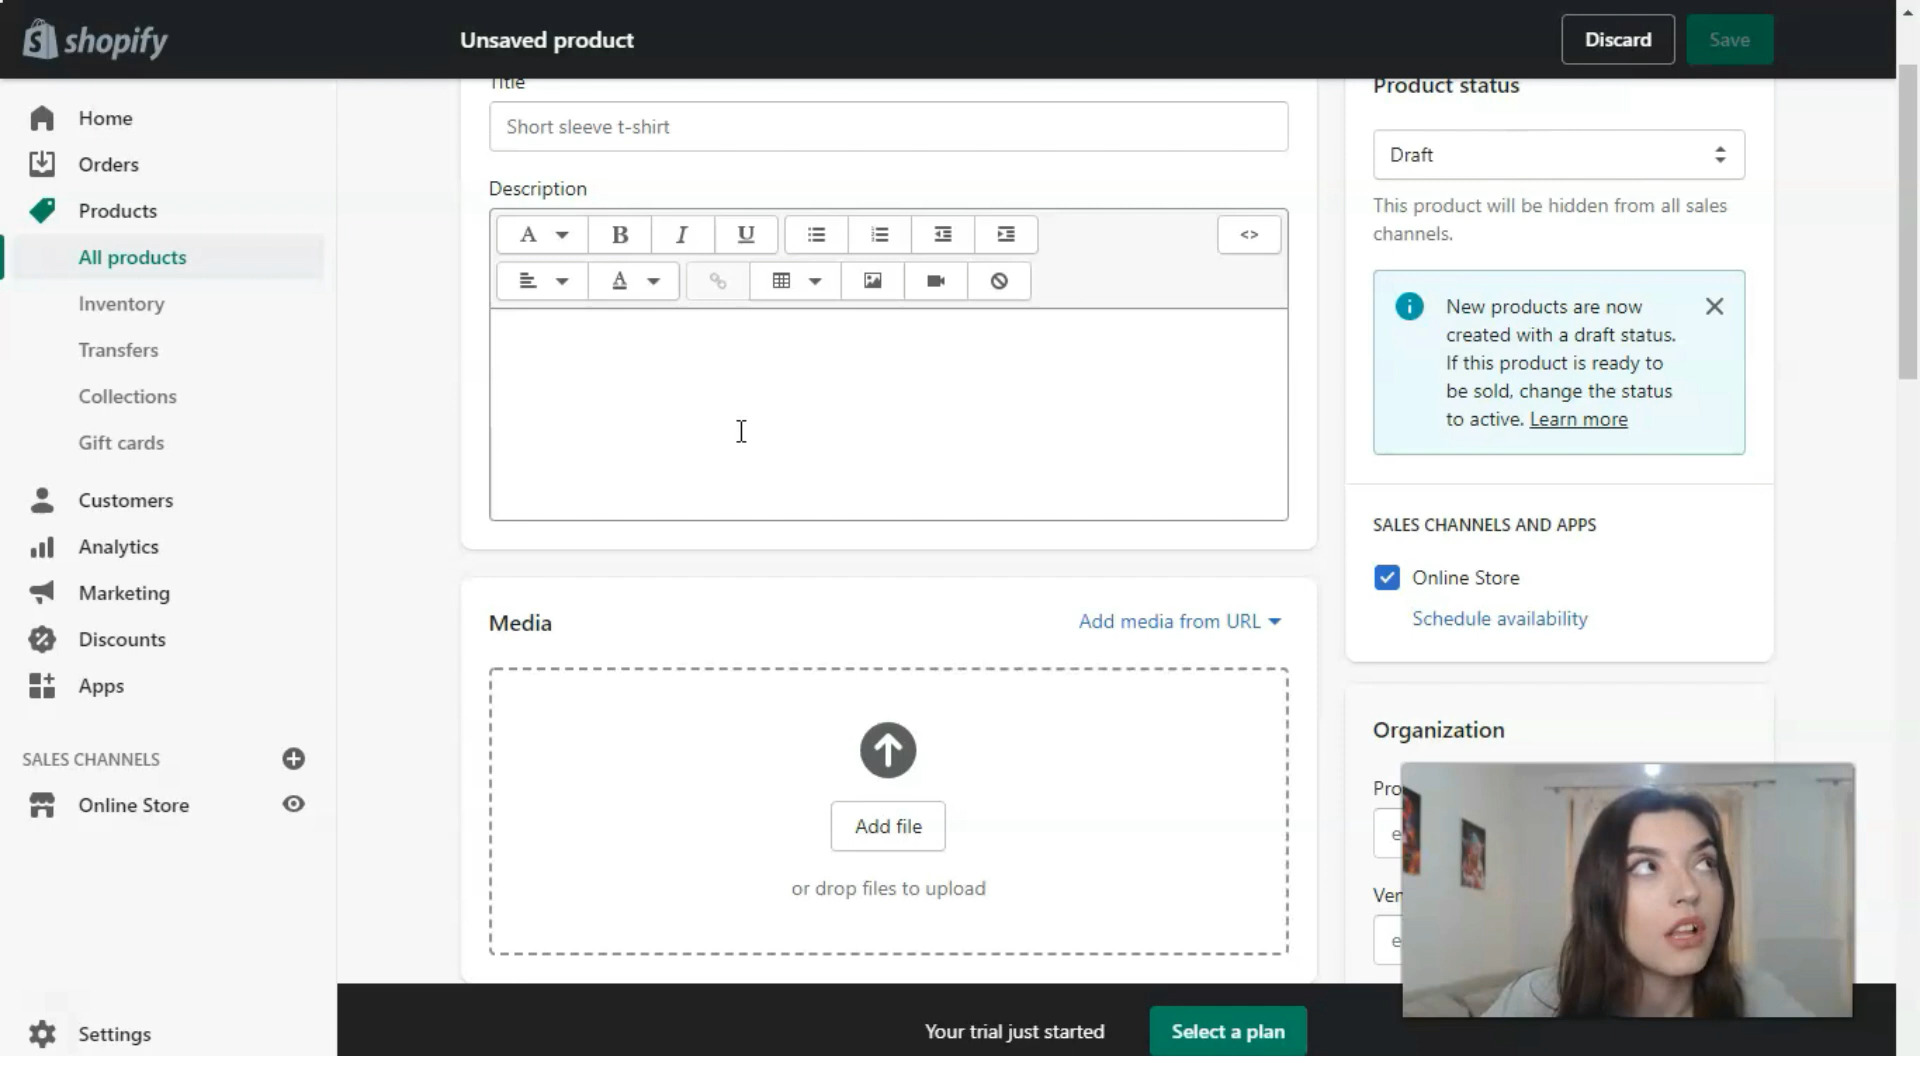 shopify
Unsaved product
Discard
Save
Home
Orders
Products
All products
Inventory
Transfers
Collections
Gift cards
Customers
Analytics
Marketing
Discounts
Apps
SALES CHANNELS
Online Store
Settings
Title
Short sleeve t-shirt
Description
A
B
I
U
<>
A
Media
Add media from URL
Add file
or drop files to upload
Product status
Draft
This product will be hidden from all sales
channels.
New products are now
created with a draft status.
If this product is ready to
be sold, change the status
to active. Learn more
SALES CHANNELS AND APPS
Online Store
Schedule availability
Organization
Pro
e
Ver
e
Your trial just started
Select a plan